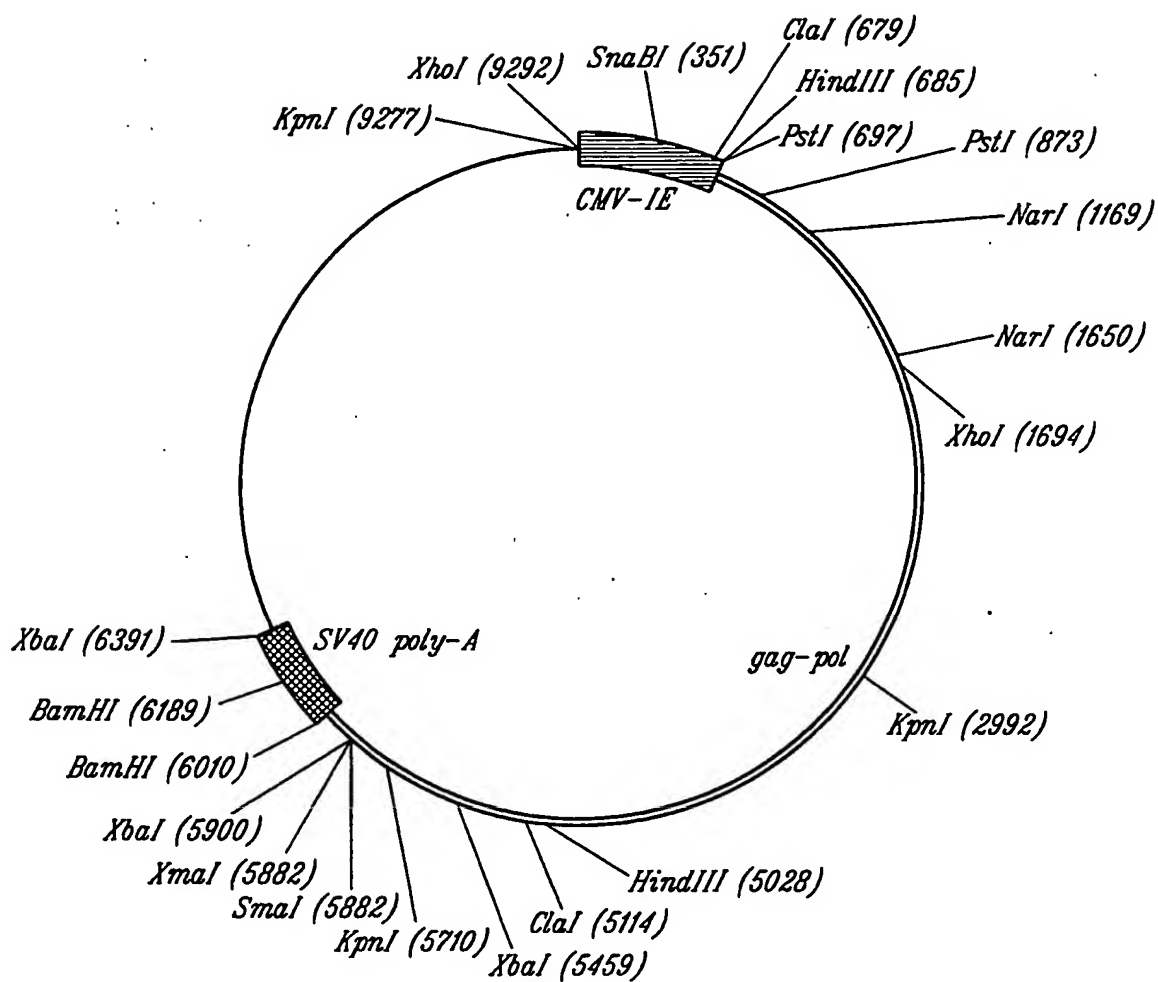 ClaI (679)
SnaBI (351)
XhoI (9292)
HindIII (685)
KpnI (9277)
PstI (697)
PstI (873)
CMV-IE
NarI (1169)
NarI (1650)
XhoI (1694)
XbaI (6391)
SV40 poly-A
gag-pol
BamHI (6189)
KpnI (2992)
BamHI (6010)
XbaI (5900)
XmaI (5882)
HindIII (5028)
SmaI (5882)
ClaI (5114)
KpnI (5710)
XbaI (5459)